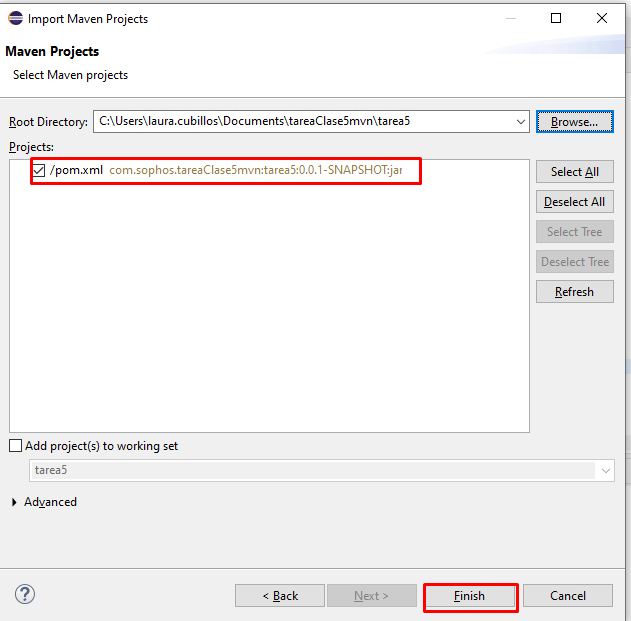 Import Maven Projects
Maven Projects
Select Maven projects
Root Directory: C:\Users\laura.cubillos\Documents\tareaClase5mvn\tarea5 Browse...
Projects:
/pom.xml com.sophos.tareaClase5mvn:tarea5:0.0.1-SNAPSHOT:jar
Select All
Deselect All
Select Tree
Deselect Tree
Refresh
Add project(s) to working set
tarea5
Advanced
? < Back Next > Finish Cancel